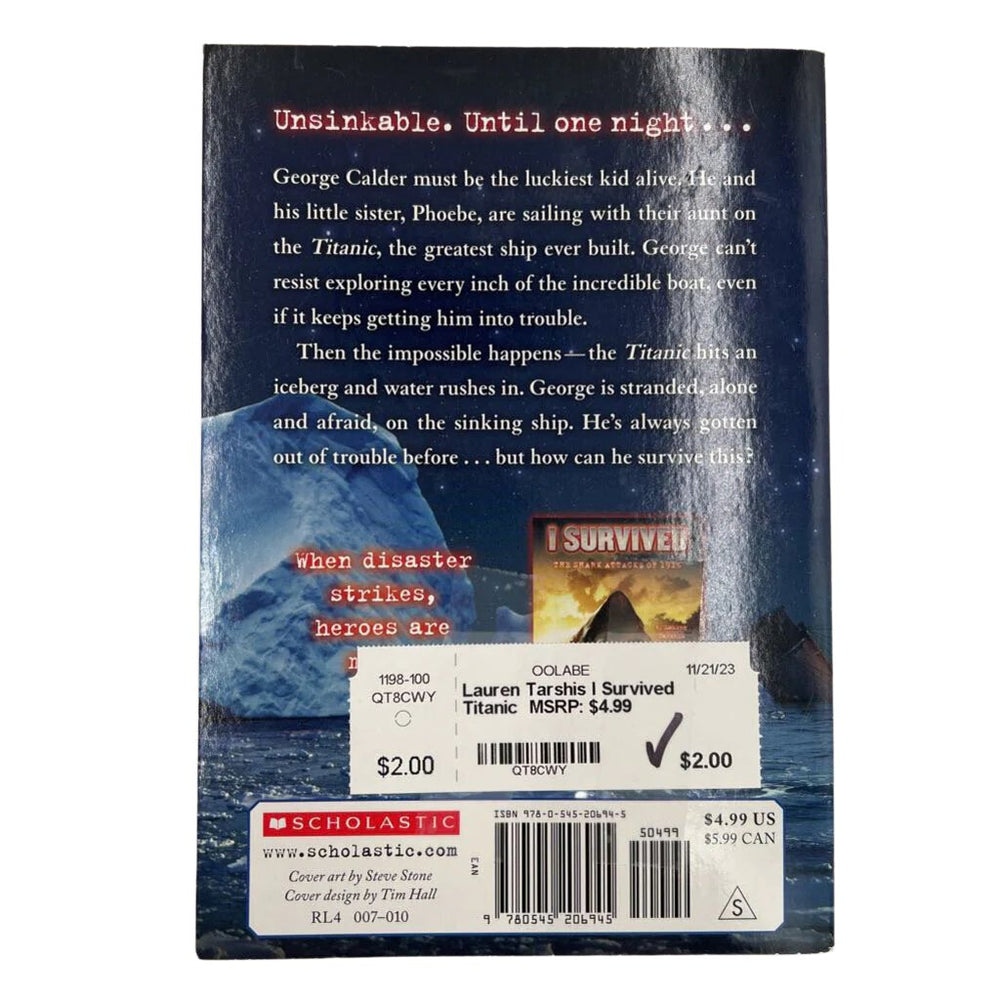 Unsinkable. Until one night...
George Calder must be the luckiest kid alive. He and
his little sister, Phoebe, are sailing with their aunt on
the Titanic, the greatest ship ever built. George can't
resist exploring every inch of the incredible boat, even
if it keeps getting him into trouble.
Then the impossible happens—the Titanic hits an
iceberg and water rushes in. George is stranded, alone
and afraid, on the sinking ship. He's always gotten
out of trouble before . . . but how can he survive this?
When disaster
strikes,
heroes are
I SURVIVED
THE SHARK ATTACKS OF 1916
1198-100
QT8CWY
$2.00
OOLABE
11/21/23
Lauren Tarshis I Survived
Titanic MSRP: $4.99
QT8CWY
$2.00
SCHOLASTIC
www.scholastic.com
Cover art by Steve Stone
Cover design by Tim Hall
RL4 007-010
EAN
ISBN 978-0-545-20694-5
50499
9 780545 206945
$4.99 US
$5.99 CAN
S